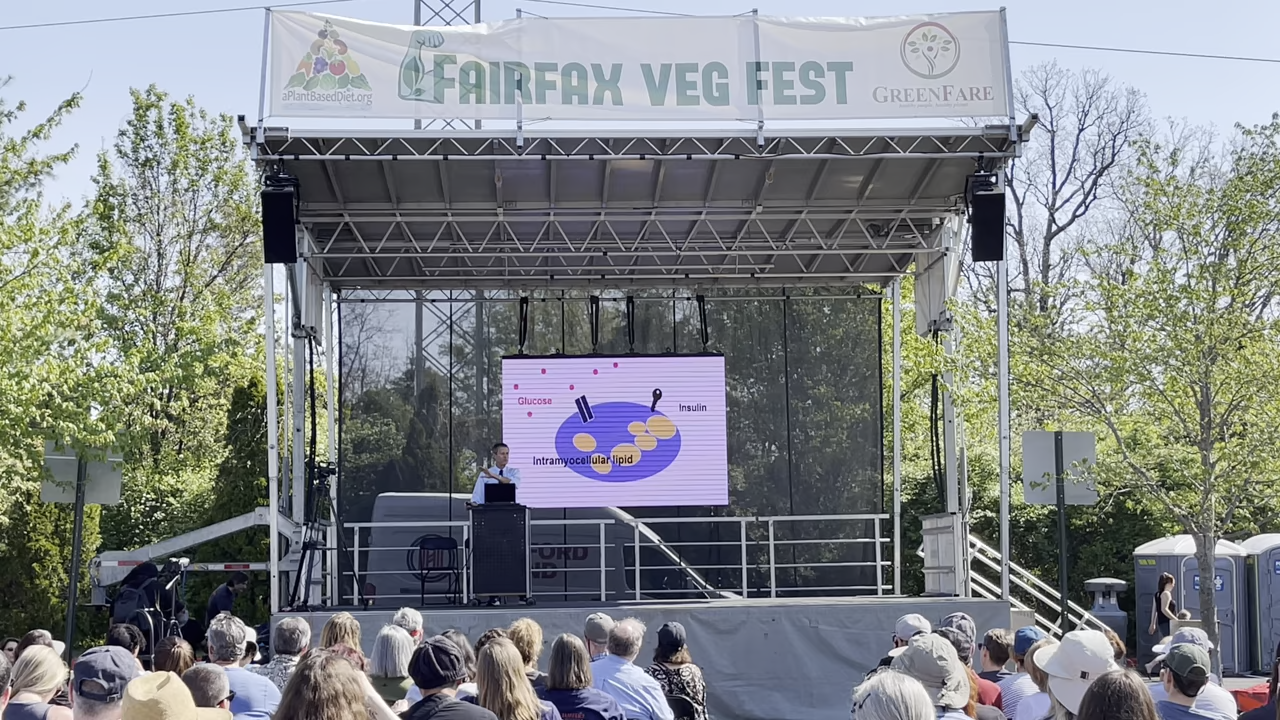 aPlantBasedDiet.org
FAIRFAX VEG FEST
GREENFARE
Glucose
Insulin
Intramyocellular lipid